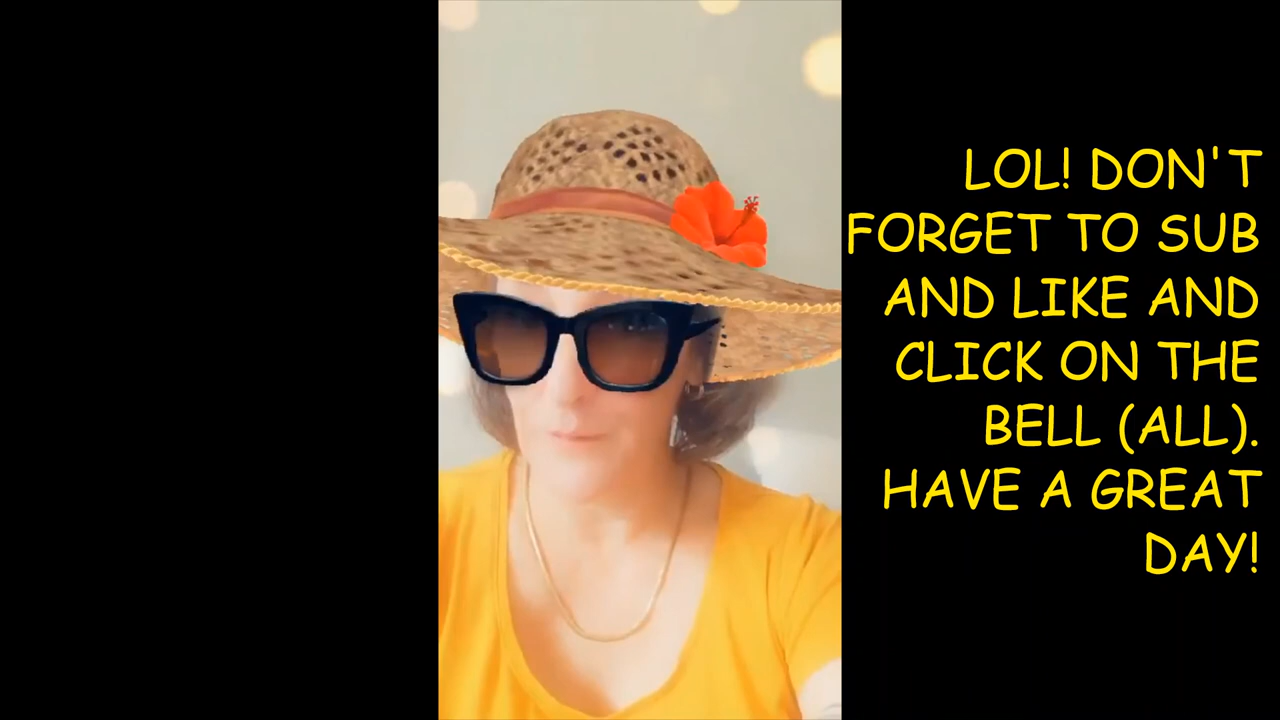 LOL! DON'T
FORGET TO SUB
AND LIKE AND
CLICK ON THE
BELL (ALL).
HAVE A GREAT
DAY!